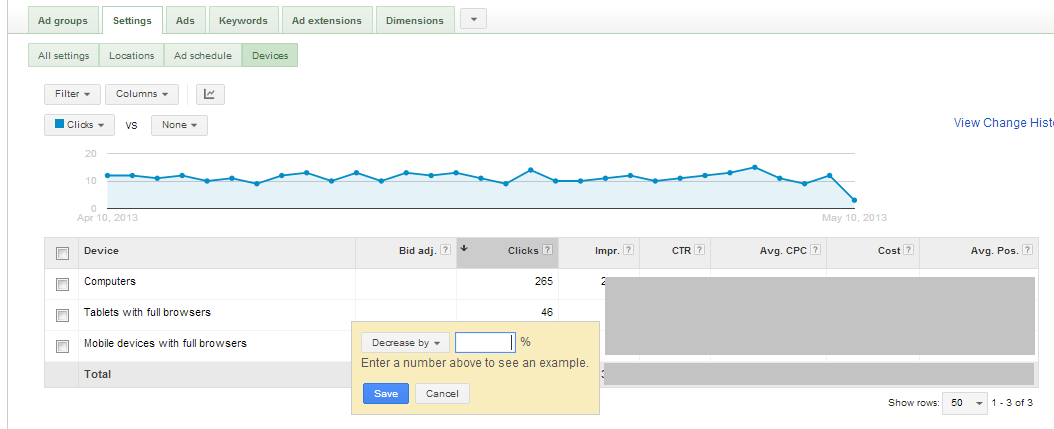 Ad groups Settings Ads Keywords Ad extensions Dimensions
All settings Locations Ad schedule Devices
Filter Columns
Clicks VS None View Change Histo
20
10
0
Apr 10, 2013 May 10, 2013
Device Bid adj. ? Clicks ? Impr. ? CTR ? Avg. CPC ? Cost ? Avg. Pos. ?
Computers 265 2
Tablets with full browsers 46
Mobile devices with full browsers
Decrease by %
Enter a number above to see an example.
Total 3
Save Cancel
Show rows: 50 1 - 3 of 3